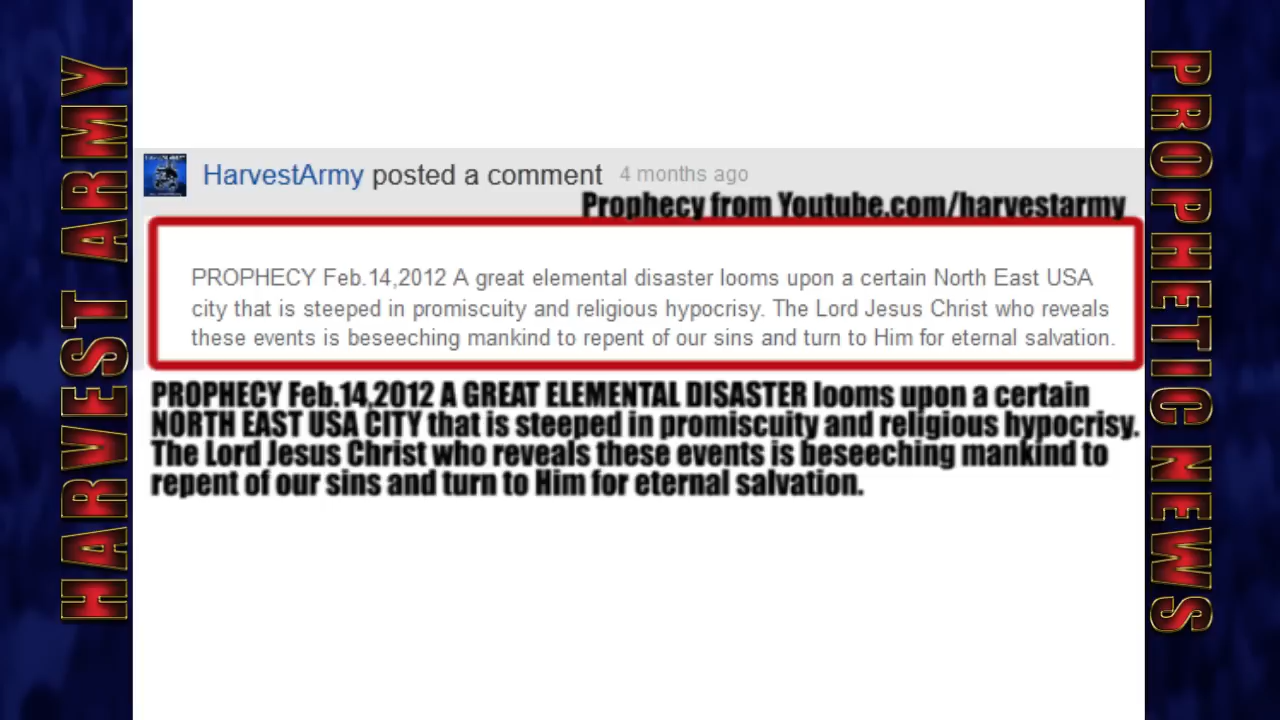 HARVEST ARMY
HarvestArmy posted a comment 4 months ago
Prophecy from Youtube.com/harvestarmy
PROPHECY Feb.14,2012 A great elemental disaster looms upon a certain North East USA
city that is steeped in promiscuity and religious hypocrisy. The Lord Jesus Christ who reveals
these events is beseeching mankind to repent of our sins and turn to Him for eternal salvation.
PROPHECY Feb.14,2012 A GREAT ELEMENTAL DISASTER looms upon a certain
NORTH EAST USA CITY that is steeped in promiscuity and religious hypocrisy.
The Lord Jesus Christ who reveals these events is beseeching mankind to
repent of our sins and turn to Him for eternal salvation.
PROPHETIC NEWS